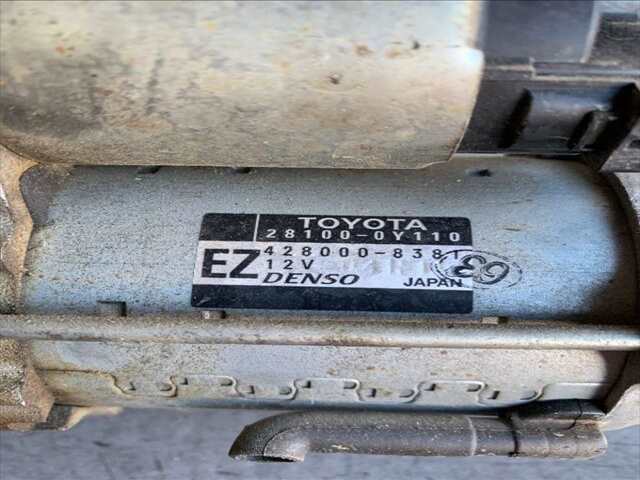 TOYOTA
28100-0Y110
EZ 428000-8381
12V
DENSO JAPAN